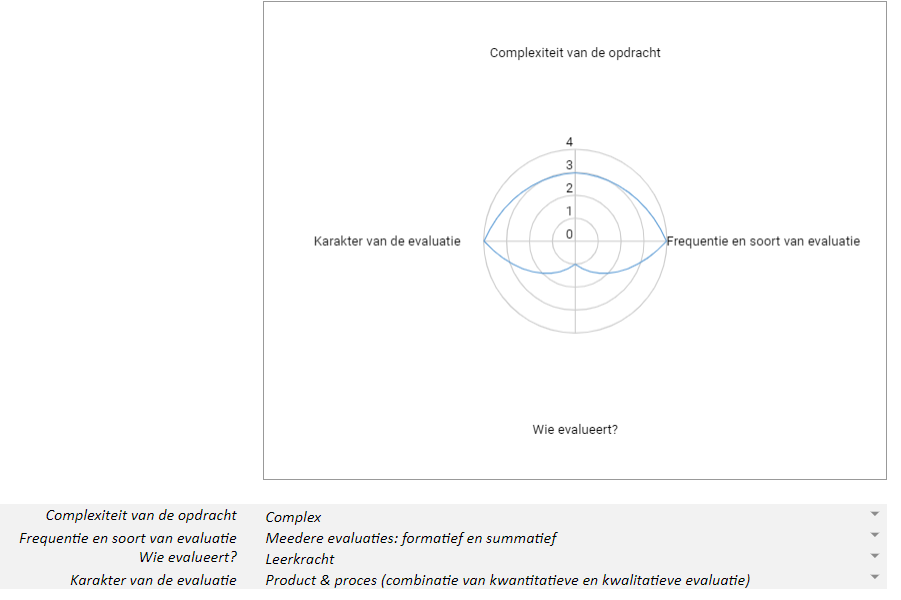 Complexiteit van de opdracht
4
3
2
1
0
Karakter van de evaluatie
Frequentie en soort van evaluatie
Wie evalueert?
Complexiteit van de opdracht Complex
Frequentie en soort van evaluatie Meedere evaluaties: formatief en summatief
Wie evalueert? Leerkracht
Karakter van de evaluatie Product & proces (combinatie van kwantitatieve en kwalitatieve evaluatie)